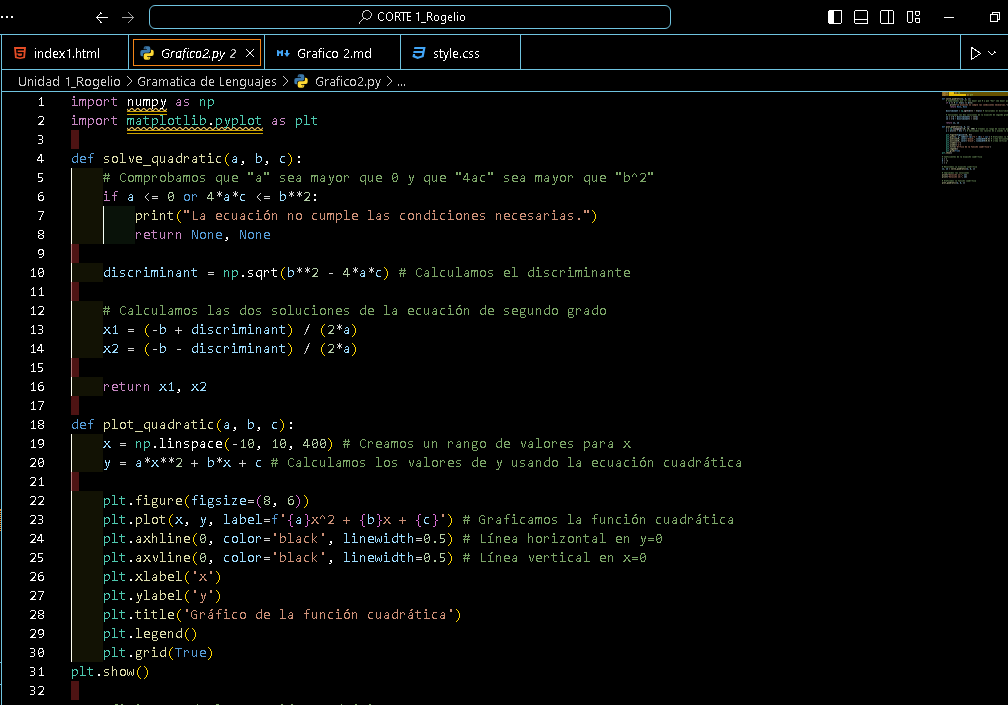 CORTE 1_Rogelio
index1.html
Grafico2.py 2
Grafico 2.md
style.css
Unidad 1_Rogelio > Gramatica de Lenguajes > Grafico2.py > ...
1 import numpy as np
2 import matplotlib.pyplot as plt
3
4 def solve_quadratic(a, b, c):
5 # Comprobamos que "a" sea mayor que 0 y que "4ac" sea mayor que "b^2"
6 if a <= 0 or 4*a*c <= b**2:
7 print("La ecuación no cumple las condiciones necesarias.")
8 return None, None
9
10 discriminant = np.sqrt(b**2 - 4*a*c) # Calculamos el discriminante
11
12 # Calculamos las dos soluciones de la ecuación de segundo grado
13 x1 = (-b + discriminant) / (2*a)
14 x2 = (-b - discriminant) / (2*a)
15
16 return x1, x2
17
18 def plot_quadratic(a, b, c):
19 x = np.linspace(-10, 10, 400) # Creamos un rango de valores para x
20 y = a*x**2 + b*x + c # Calculamos los valores de y usando la ecuación cuadrática
21
22 plt.figure(figsize=(8, 6))
23 plt.plot(x, y, label=f'{a}x^2 + {b}x + {c}') # Graficamos la función cuadrática
24 plt.axhline(0, color='black', linewidth=0.5) # Línea horizontal en y=0
25 plt.axvline(0, color='black', linewidth=0.5) # Línea vertical en x=0
26 plt.xlabel('x')
27 plt.ylabel('y')
28 plt.title('Gráfico de la función cuadrática')
29 plt.legend()
30 plt.grid(True)
31 plt.show()
32